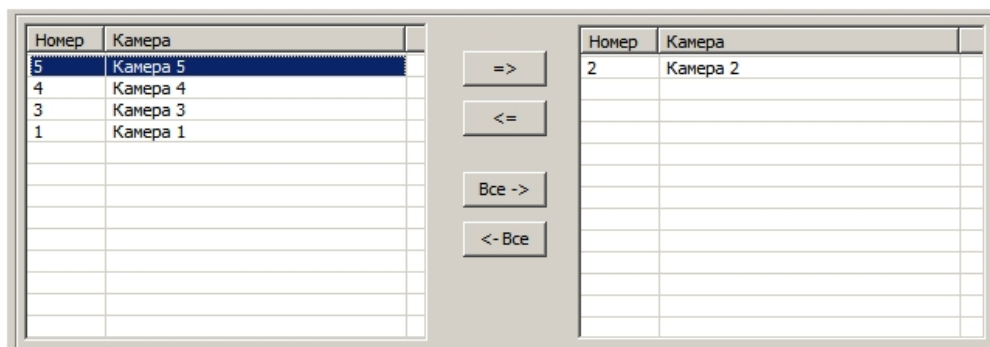 Номер Камера
5 Камера 5
4 Камера 4
3 Камера 3
1 Камера 1
=>
<=
Все ->
<- Все
Номер Камера
2 Камера 2